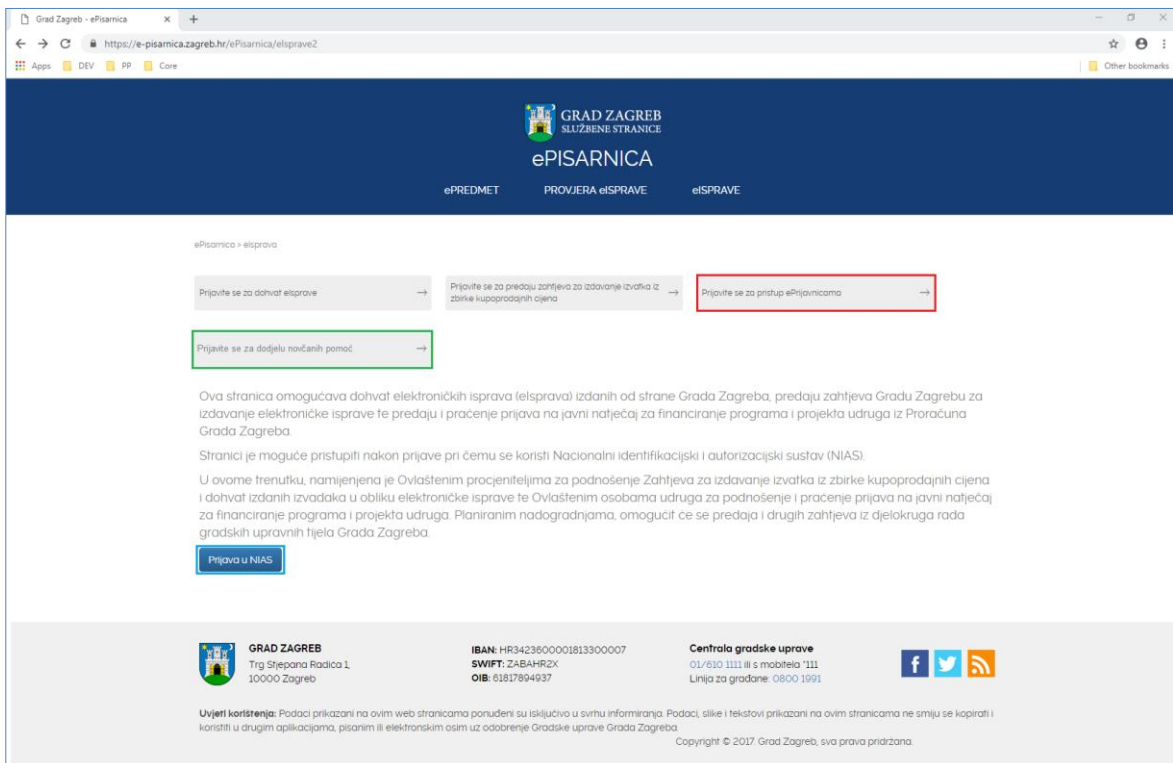 Grad Zagreb - ePisarnica
https://e-pisarnica.zagreb.hr/ePisarnica/eIsprave2
Apps DEV PP Core Other bookmarks
GRAD ZAGREB
SLUŽBENE STRANICE
ePISARNICA
ePREDMET PROVJERA eISPRAVE eISPRAVE
ePisarnica > eIsprava
Prijavite se za dohvat eIsprave →
Prijavite se za predaju zahtjeva za izdavanje izvatka iz
zbirke kupoprodajnih cijena →
Prijavite se za pristup ePrijavnicama →
Prijavite se za dodjelu novčanih pomoć →
Ova stranica omogućava dohvat elektroničkih isprava (eIsprava) izdanih od strane Grada Zagreba, predaju zahtjeva Gradu Zagrebu za
izdavanje elektroničke isprave te predaju i praćenje prijava na javni natječaj za financiranje programa i projekta udruga iz Proračuna
Grada Zagreba.
Stranici je moguće pristupiti nakon prijave pri čemu se koristi Nacionalni identifikacijski i autorizacijski sustav (NIAS).
U ovome trenutku, namijenjena je Ovlaštenim procjeniteljima za podnošenje Zahtjeva za izdavanje izvatka iz zbirke kupoprodajnih cijena
i dohvat izdanih izvadaka u obliku elektroničke isprave te Ovlaštenim osobama udruga za podnošenje i praćenje prijava na javni natječaj
za financiranje programa i projekta udruga. Planiranim nadogradnjama, omogućit će se predaja i drugih zahtjeva iz djelokruga rada
gradskih upravnih tijela Grada Zagreba.
Prijava u NIAS
GRAD ZAGREB
Trg Stjepana Radića 1,
10000 Zagreb
IBAN: HR3423600001813300007
SWIFT: ZABAHR2X
OIB: 61817894937
Centrala gradske uprave
01/610 1111 ili s mobitela *111
Linija za građane: 0800 1991
Uvjeti korištenja: Podaci prikazani na ovim web stranicama ponuđeni su isključivo u svrhu informiranja. Podaci, slike i tekstovi prikazani na ovim stranicama ne smiju se kopirati i
koristiti u drugim aplikacijama, pisanim ili elektronskim osim uz odobrenje Gradske uprave Grada Zagreba.
Copyright © 2017. Grad Zagreb, sva prava pridržana.